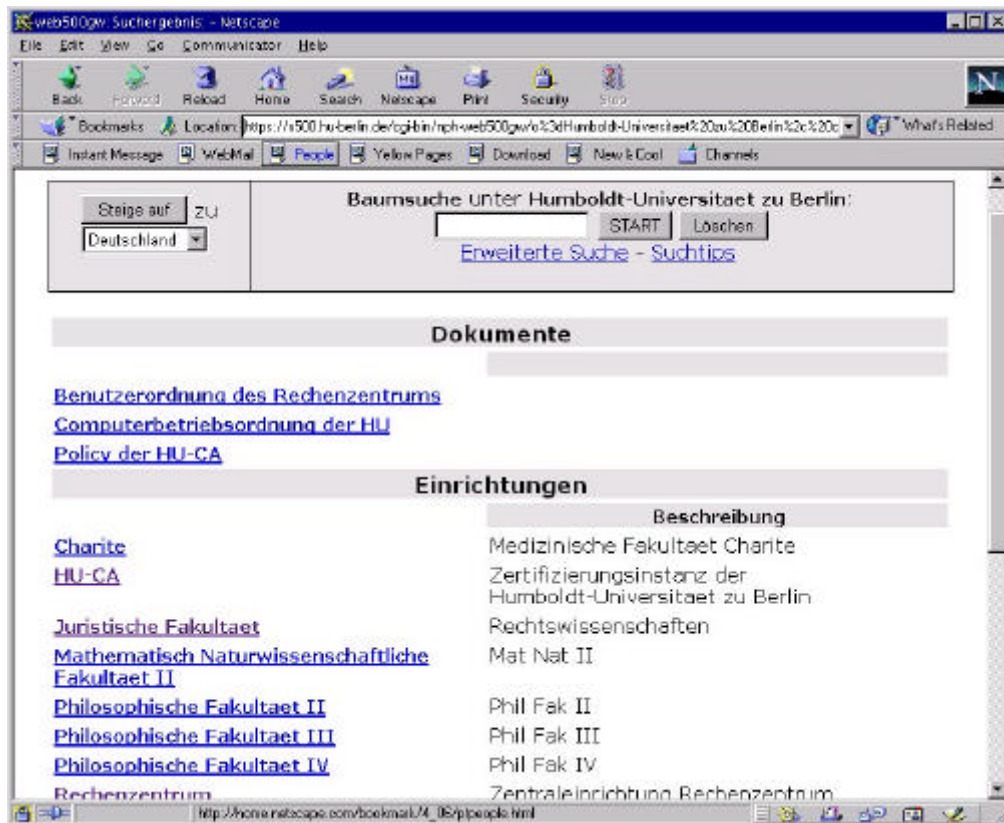 web500gw: Suchergebnis: - Netscape
File Edit View Go Communicator Help
Back Forward Reload Home Search Netscape Print Security Stop
Bookmarks Location: https://x500.hu-berlin.de/cgi-bin/nph-web500gw/o%3dHumboldt-Universitaet%20zu%20Berlin%2c%20c What's Related
Instant Message WebMail People Yellow Pages Download New & Cool Channels
Steige auf zu
Deutschland
Baumsuche unter Humboldt-Universitaet zu Berlin:
START Löschen
Erweiterte Suche - Suchtips
Dokumente
Benutzerordnung des Rechenzentrums
Computerbetriebsordnung der HU
Policy der HU-CA
Einrichtungen
Beschreibung
Charite Medizinische Fakultaet Charite
HU-CA Zertifizierungsinstanz der
Humboldt-Universitaet zu Berlin
Juristische Fakultaet Rechtswissenschaften
Mathematisch Naturwissenschaftliche Mat Nat II
Fakultaet II
Philosophische Fakultaet II Phil Fak II
Philosophische Fakultaet III Phil Fak III
Philosophische Fakultaet IV Phil Fak IV
Rechenzentrum Zentraleinrichtung Rechenzentrum
http://home.netscape.com/bookmark/4_06/ptpeople.html